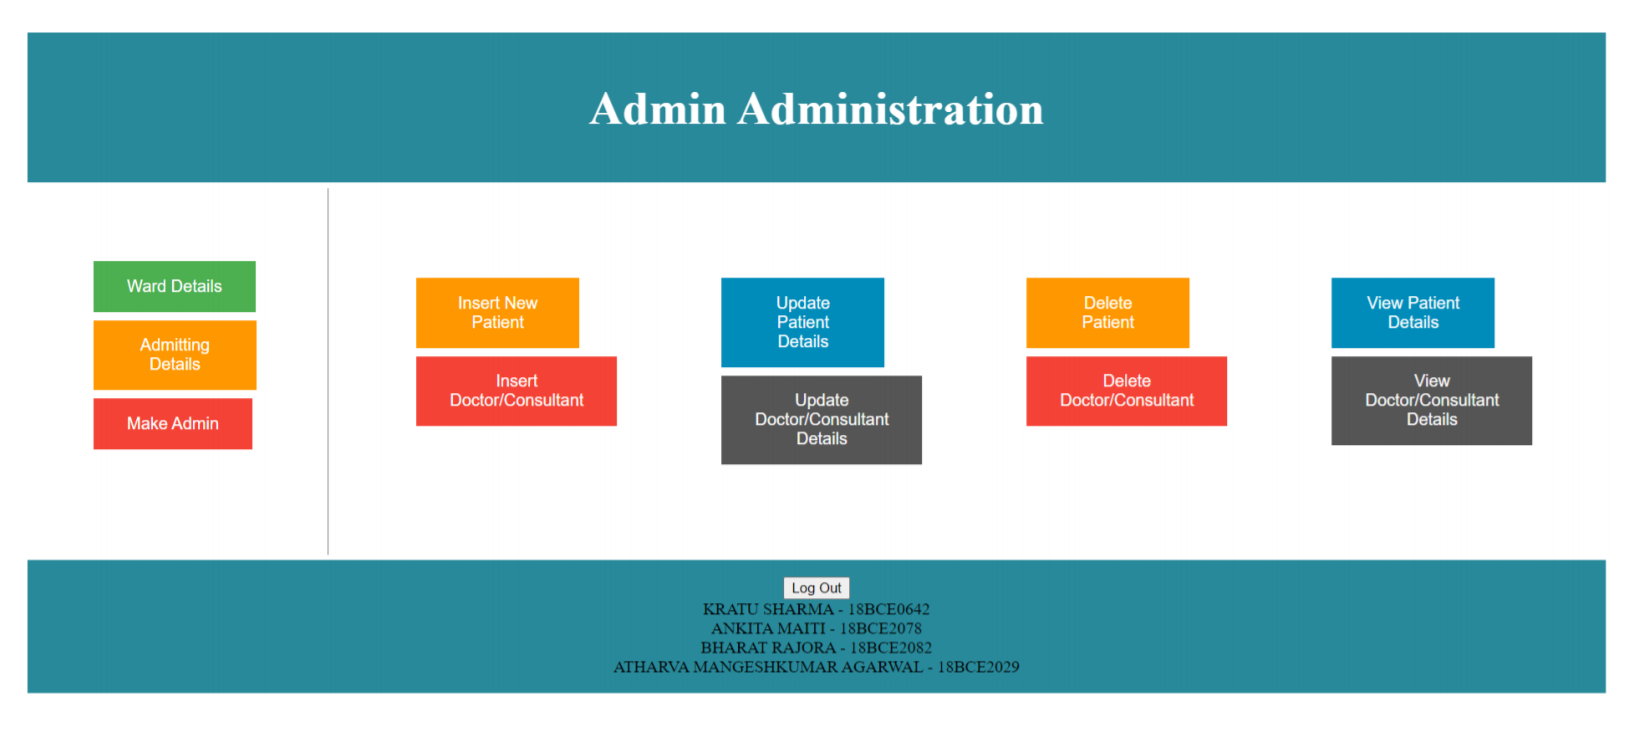 Admin Administration
Ward Details
Admitting
Details
Make Admin
Insert New
Patient
Insert
Doctor/Consultant
Update
Patient
Details
Update
Doctor/Consultant
Details
Delete
Patient
Delete
Doctor/Consultant
View Patient
Details
View
Doctor/Consultant
Details
Log Out
KRATU SHARMA - 18BCE0642
ANKITA MAITI - 18BCE2078
BHARAT RAJORA - 18BCE2082
ATHARVA MANGESHKUMAR AGARWAL - 18BCE2029